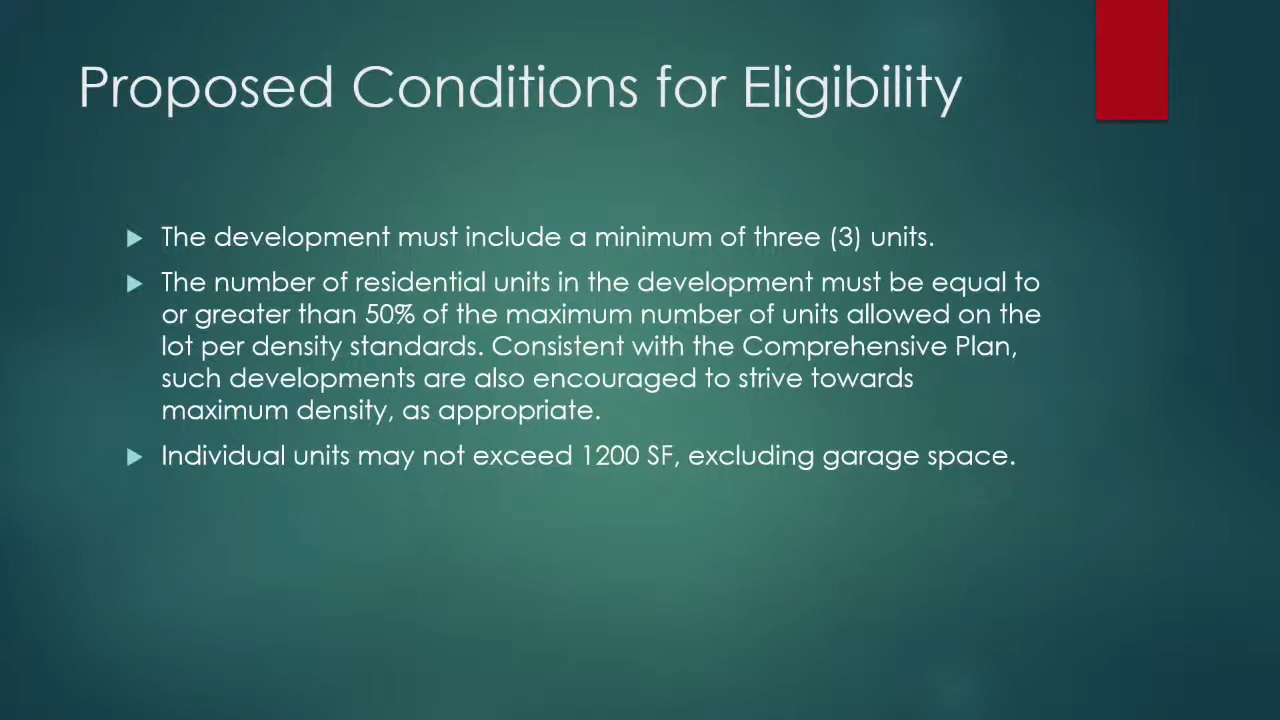 Proposed Conditions for Eligibility
The development must include a minimum of three (3) units.
The number of residential units in the development must be equal to
or greater than 50% of the maximum number of units allowed on the
lot per density standards. Consistent with the Comprehensive Plan,
such developments are also encouraged to strive towards
maximum density, as appropriate.
Individual units may not exceed 1200 SF, excluding garage space.